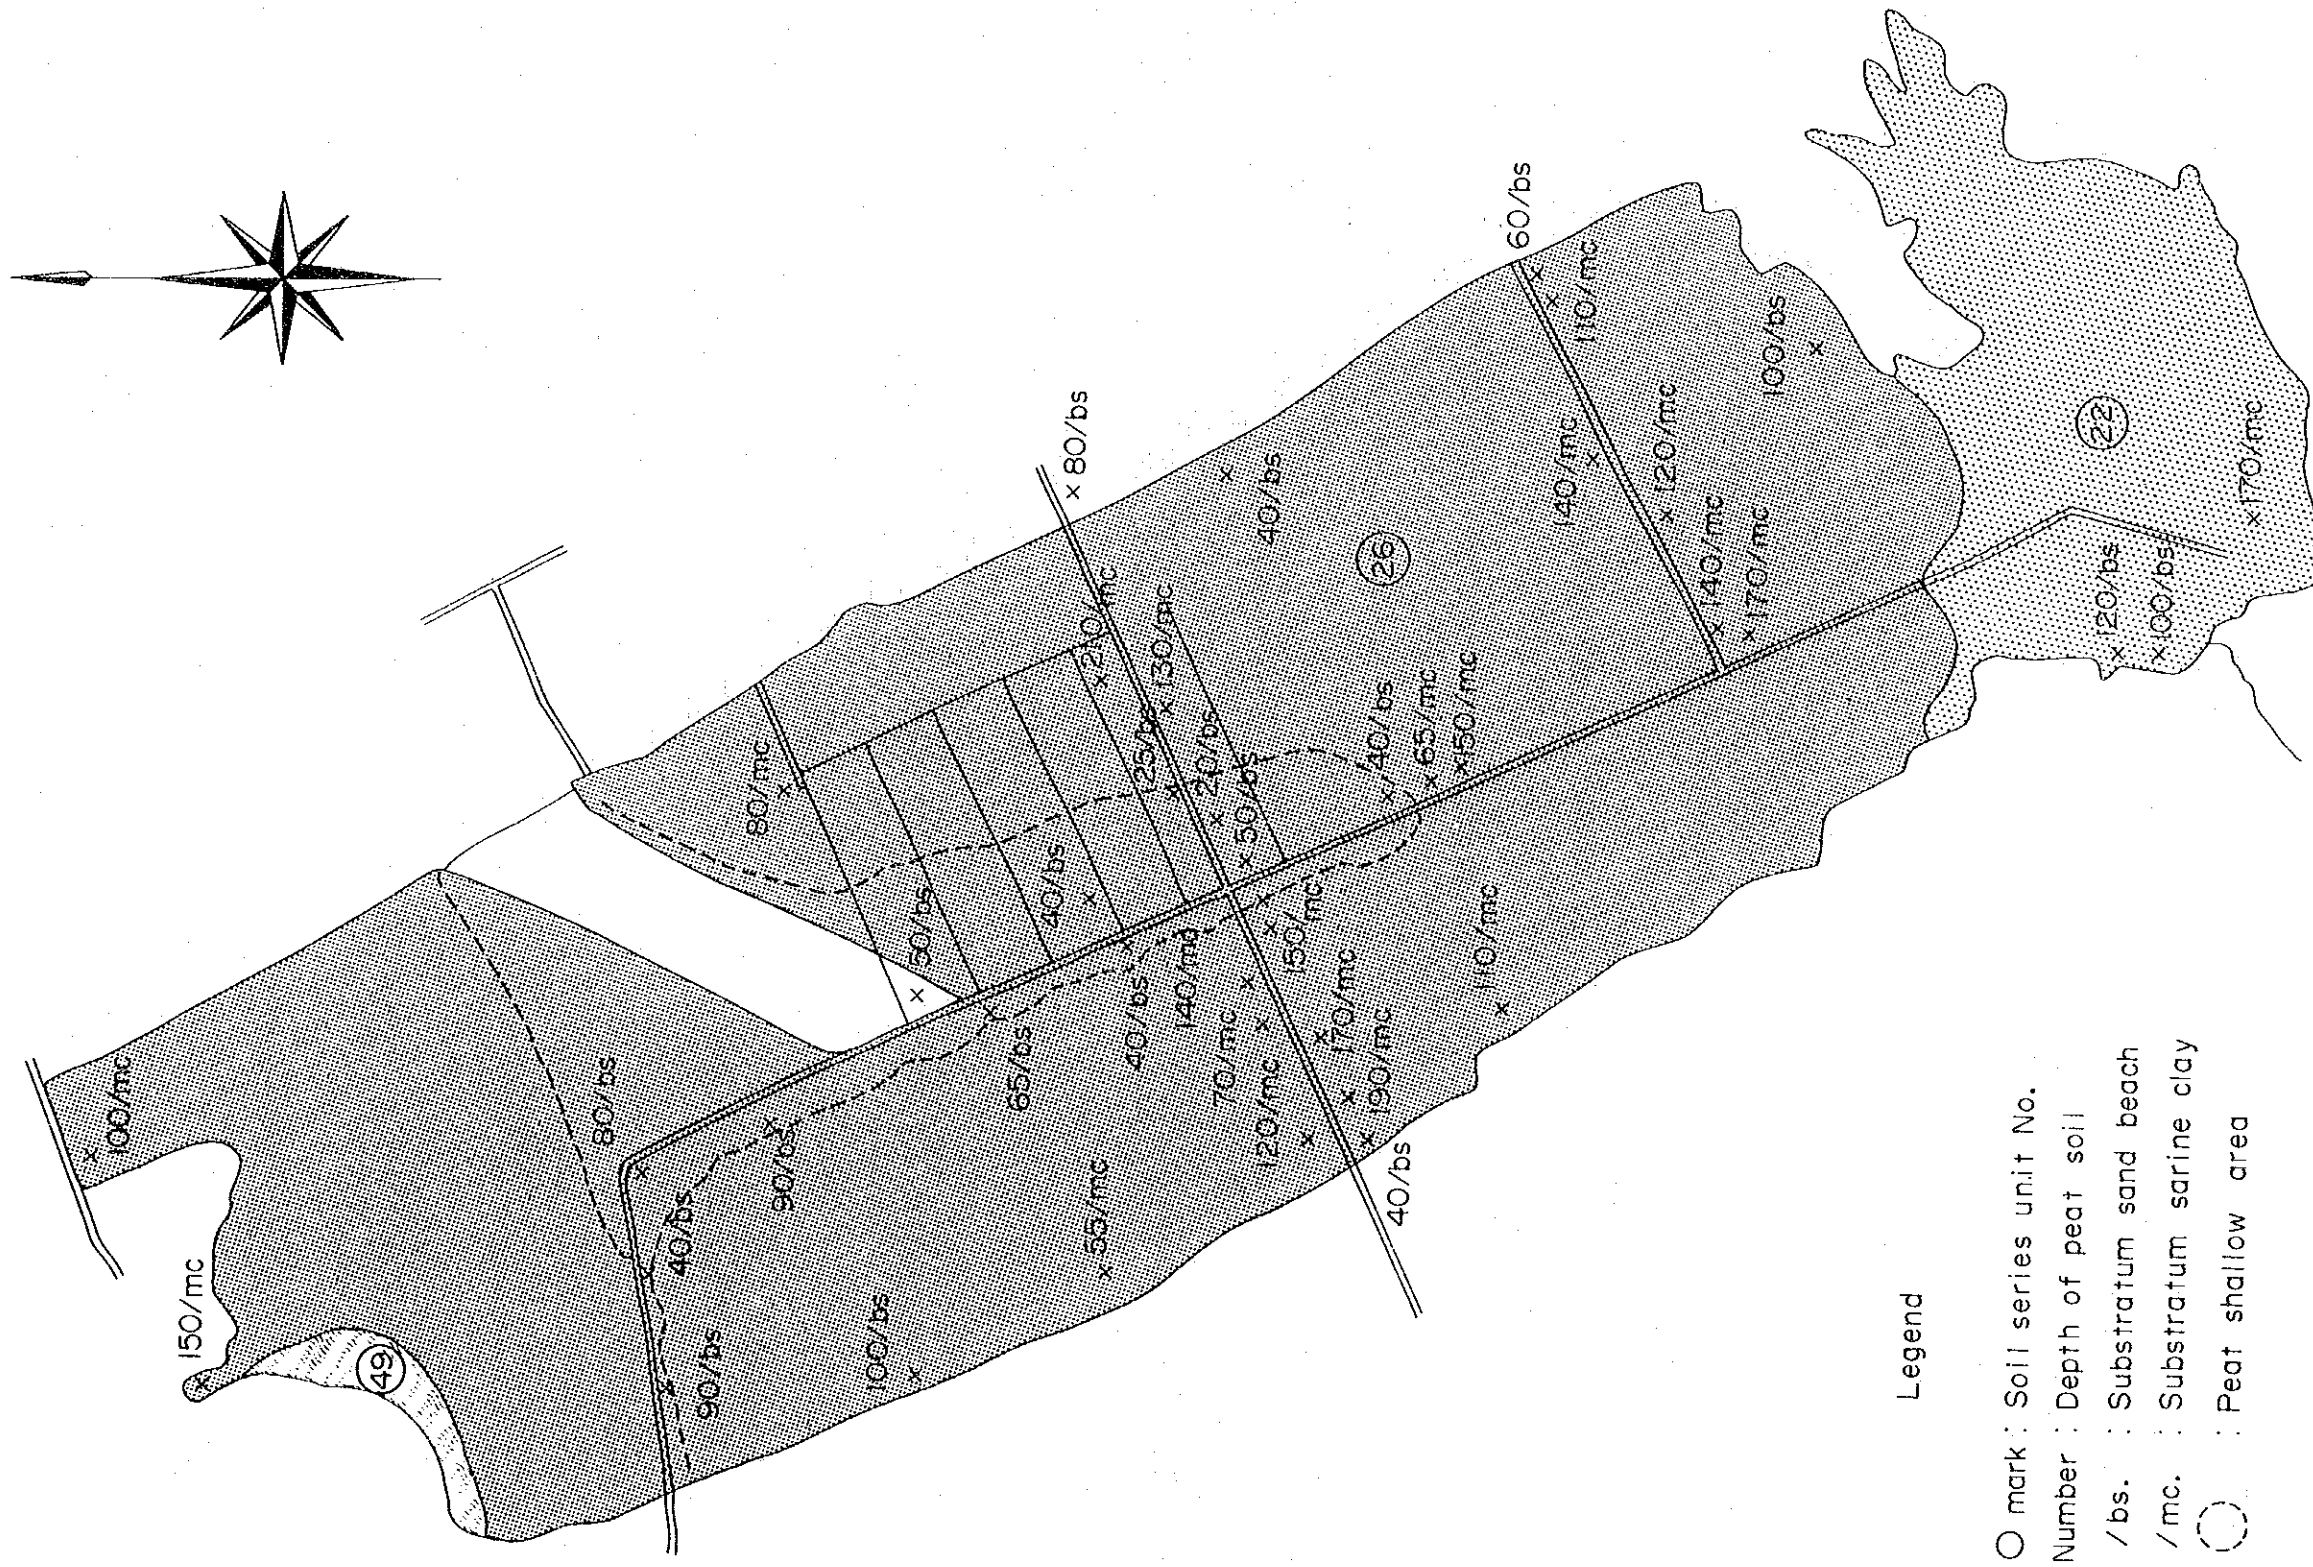 100/mc
150/mc
49
80/bs
40/bs
90/bs
90/bs
100/bs
55/mc
65/bs
50/bs
80/mc
40/bs
40/bs
140/mc
70/mc
120/mc
150/mc
170/mc
190/mc
40/bs
110/mc
80/bs
210/mc
130/mc
25/bs
20/bs
50/bs
40/bs
65/mc
150/mc
40/bs
26
60/bs
110/mc
140/mc
120/mc
140/mc
170/mc
100/bs
22
120/bs
100/bs
170/mc
Legend
O mark : Soil series unit No.
Number : Depth of peat soil
/bs. : Substratum sand beach
/mc. : Substratum sarine clay
: Peat shallow area